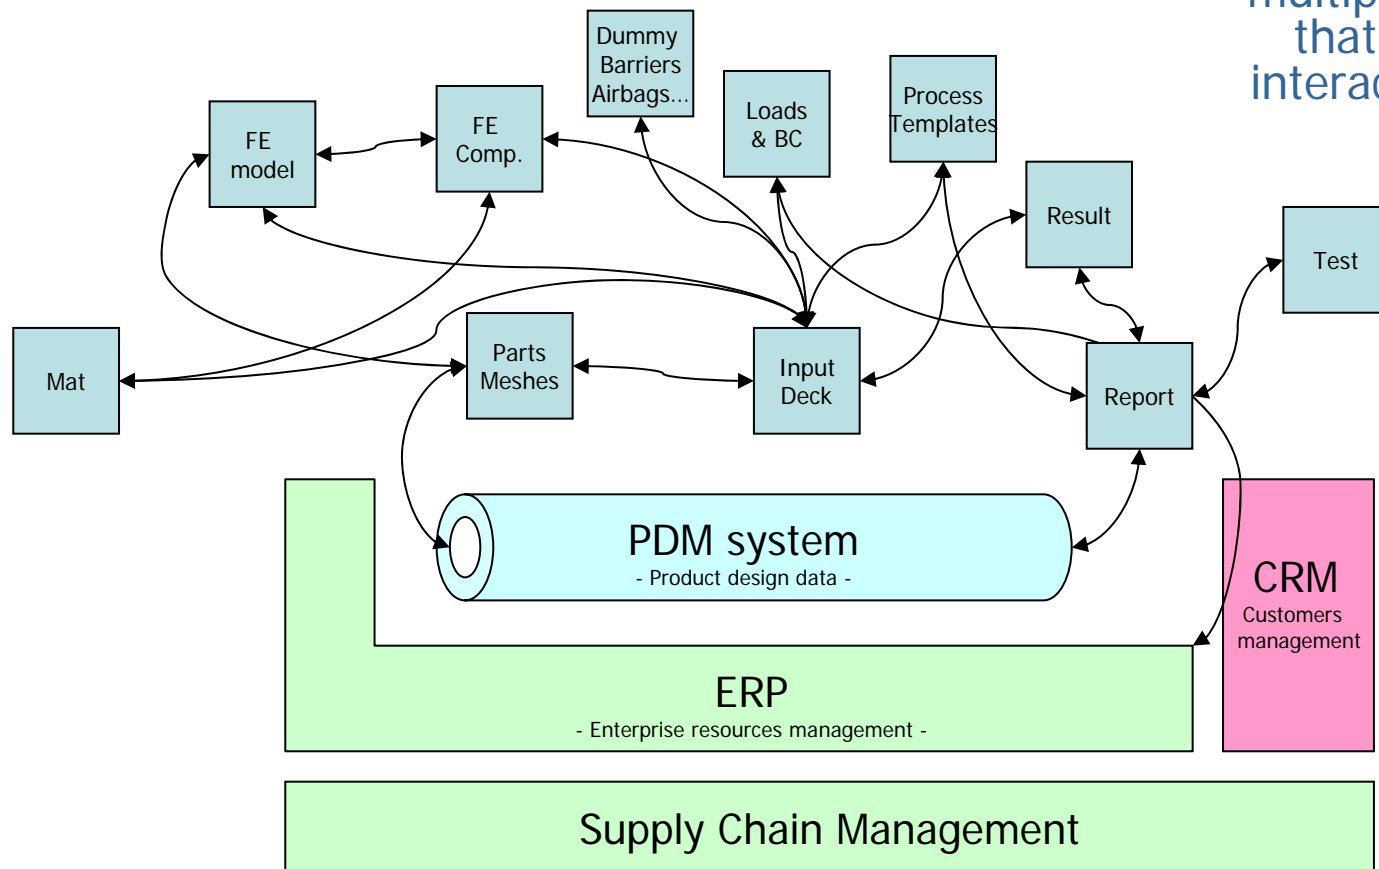 that
Dummy
Barriers
Airbags...
Loads
& BC
Process
Templates
FE
model
FE
Comp.
Result
Test
Mat
Parts
Meshes
Input
Deck
Report
PDM system
- Product design data -
CRM
Customers
management
ERP
- Enterprise resources management -
Supply Chain Management